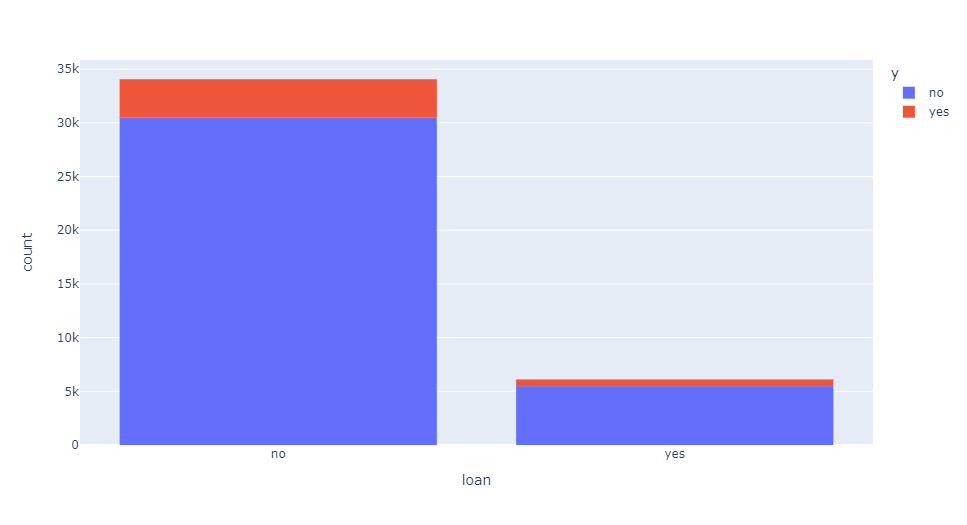 35k
30k
25k
20k
15k
10k
5k
0
count
no
yes
loan
y
no
yes